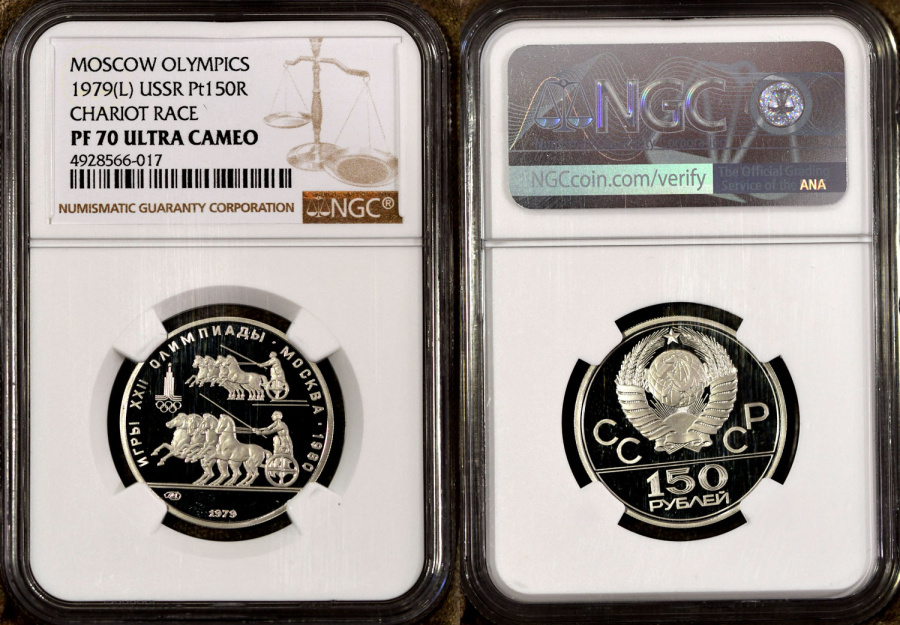 MOSCOW OLYMPICS
1979(L) USSR Pt150R
CHARIOT RACE
PF 70 ULTRA CAMEO
4928566-017
NUMISMATIC GUARANTY CORPORATION
NGC®
ИГРЫ XXII ОЛИМПИАДЫ · МОСКВА · 1980
1979
NGC
NGCcoin.com/verify
The Official Grading
Service of the ANA
СССР
150
РУБЛЕЙ